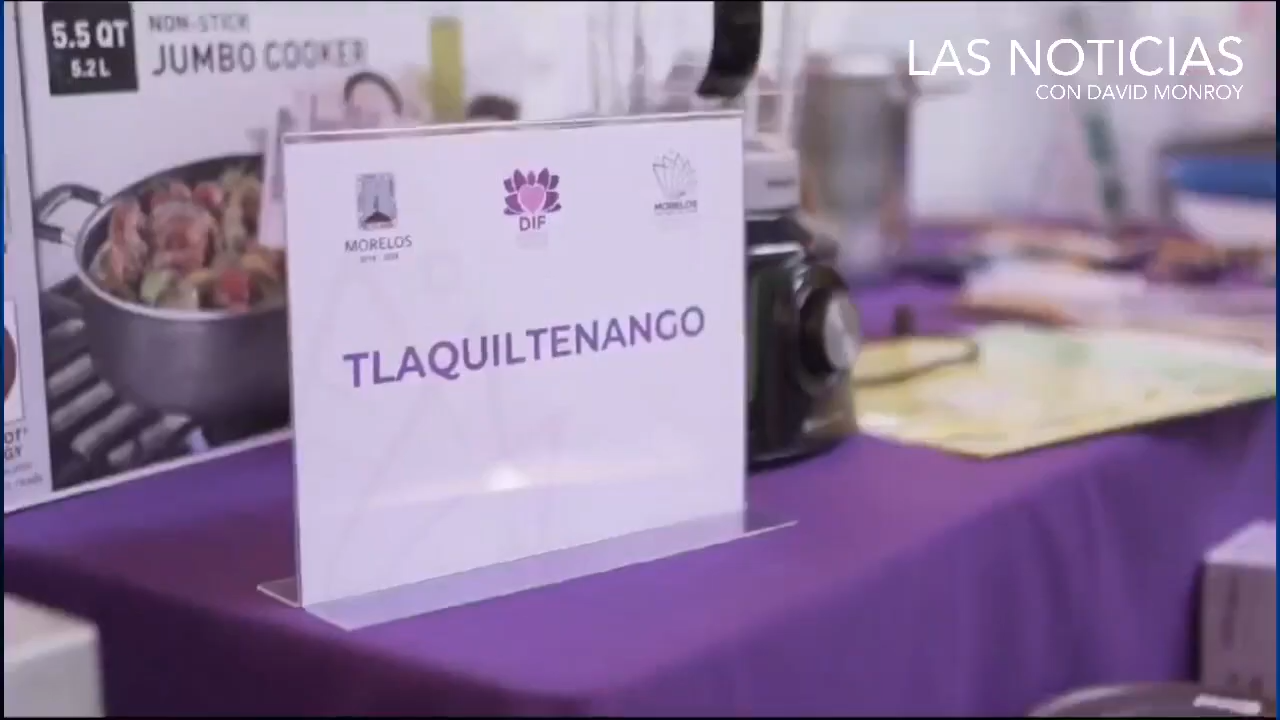 5.5 QT
5.2 L
NON-STICK
JUMBO COOKER
LAS NOTICIAS
CON DAVID MONROY
MORELOS
DIF
MORELOS
TLAQUILTENANGO